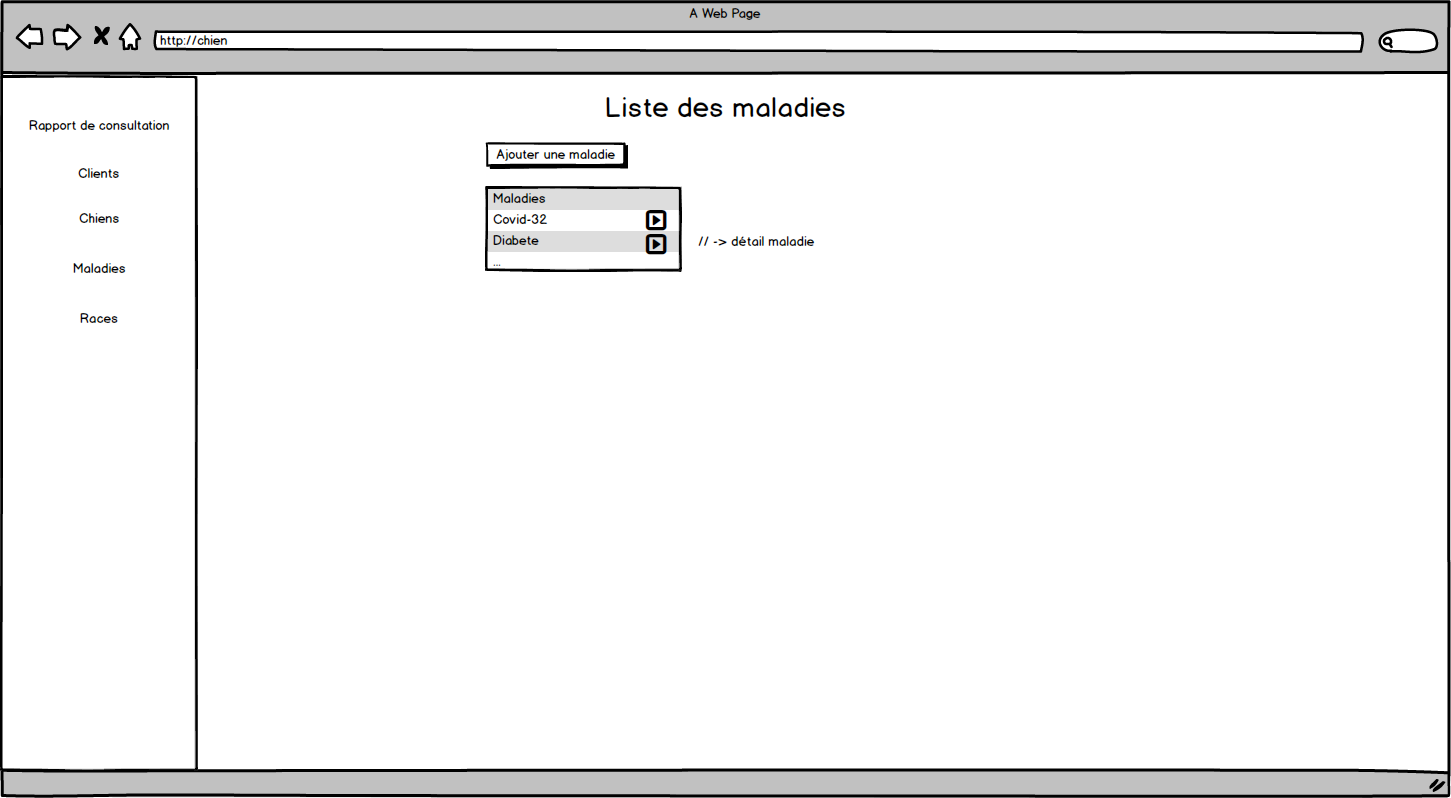 A Web Page
http://chien
Rapport de consultation
Clients
Chiens
Maladies
Races
Liste des maladies
Ajouter une maladie
Maladies
Covid-32
Diabete
// -> détail maladie
...